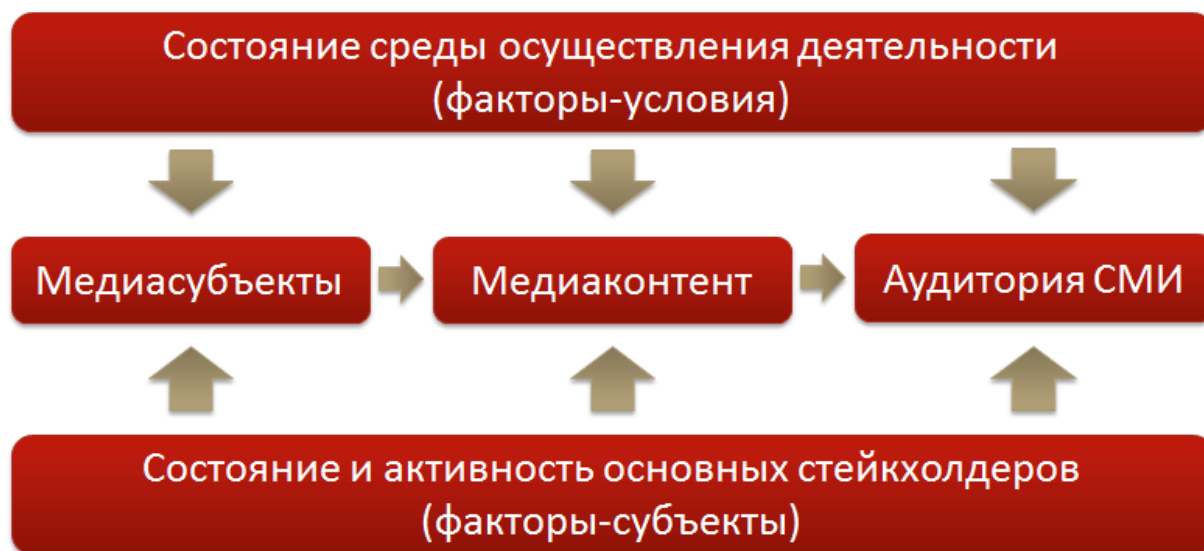 Состояние среды осуществления деятельности
(факторы-условия)
Медиасубъекты
Медиаконтент
Аудитория СМИ
Состояние и активность основных стейкхолдеров
(факторы-субъекты)